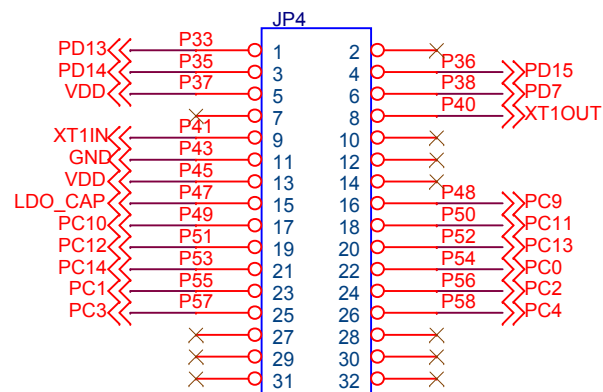 JP4
P33
PD13 1 2
P35 P36
PD14 3 4 PD15
P37 P38
VDD 5 6 PD7
P40
7 8 XT1OUT
P41
XT1IN 9 10
P43
GND 11 12
P45
VDD 13 14
P47 P48
LDO_CAP 15 16 PC9
P49 P50
PC10 17 18 PC11
P51 P52
PC12 19 20 PC13
P53 P54
PC14 21 22 PC0
P55 P56
PC1 23 24 PC2
P57 P58
PC3 25 26 PC4
27 28
29 30
31 32